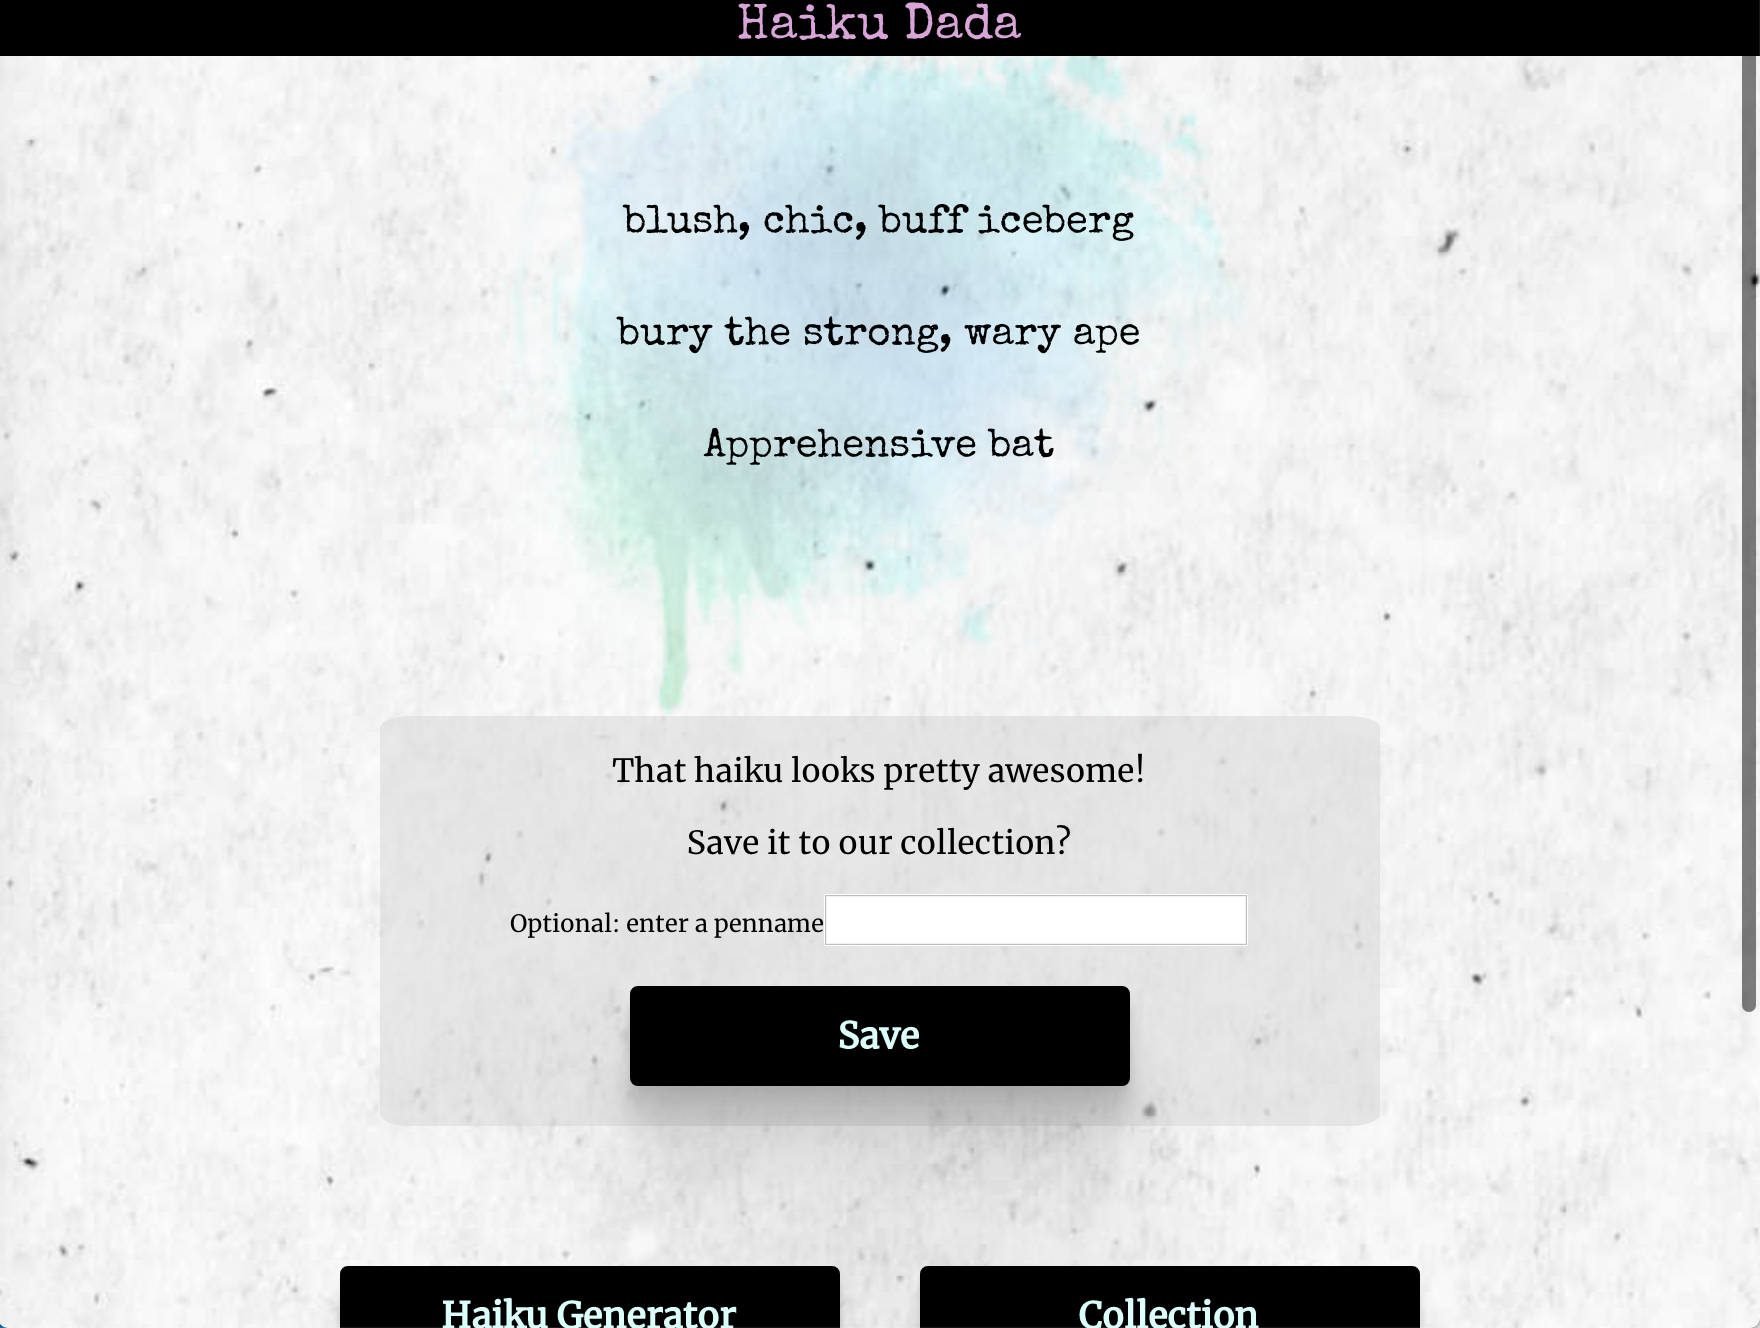 Haiku Dada
blush, chic, buff iceberg
bury the strong, wary ape
Apprehensive bat
That haiku looks pretty awesome!
Save it to our collection?
Optional: enter a penname
Save
Haiku Generator
Collection